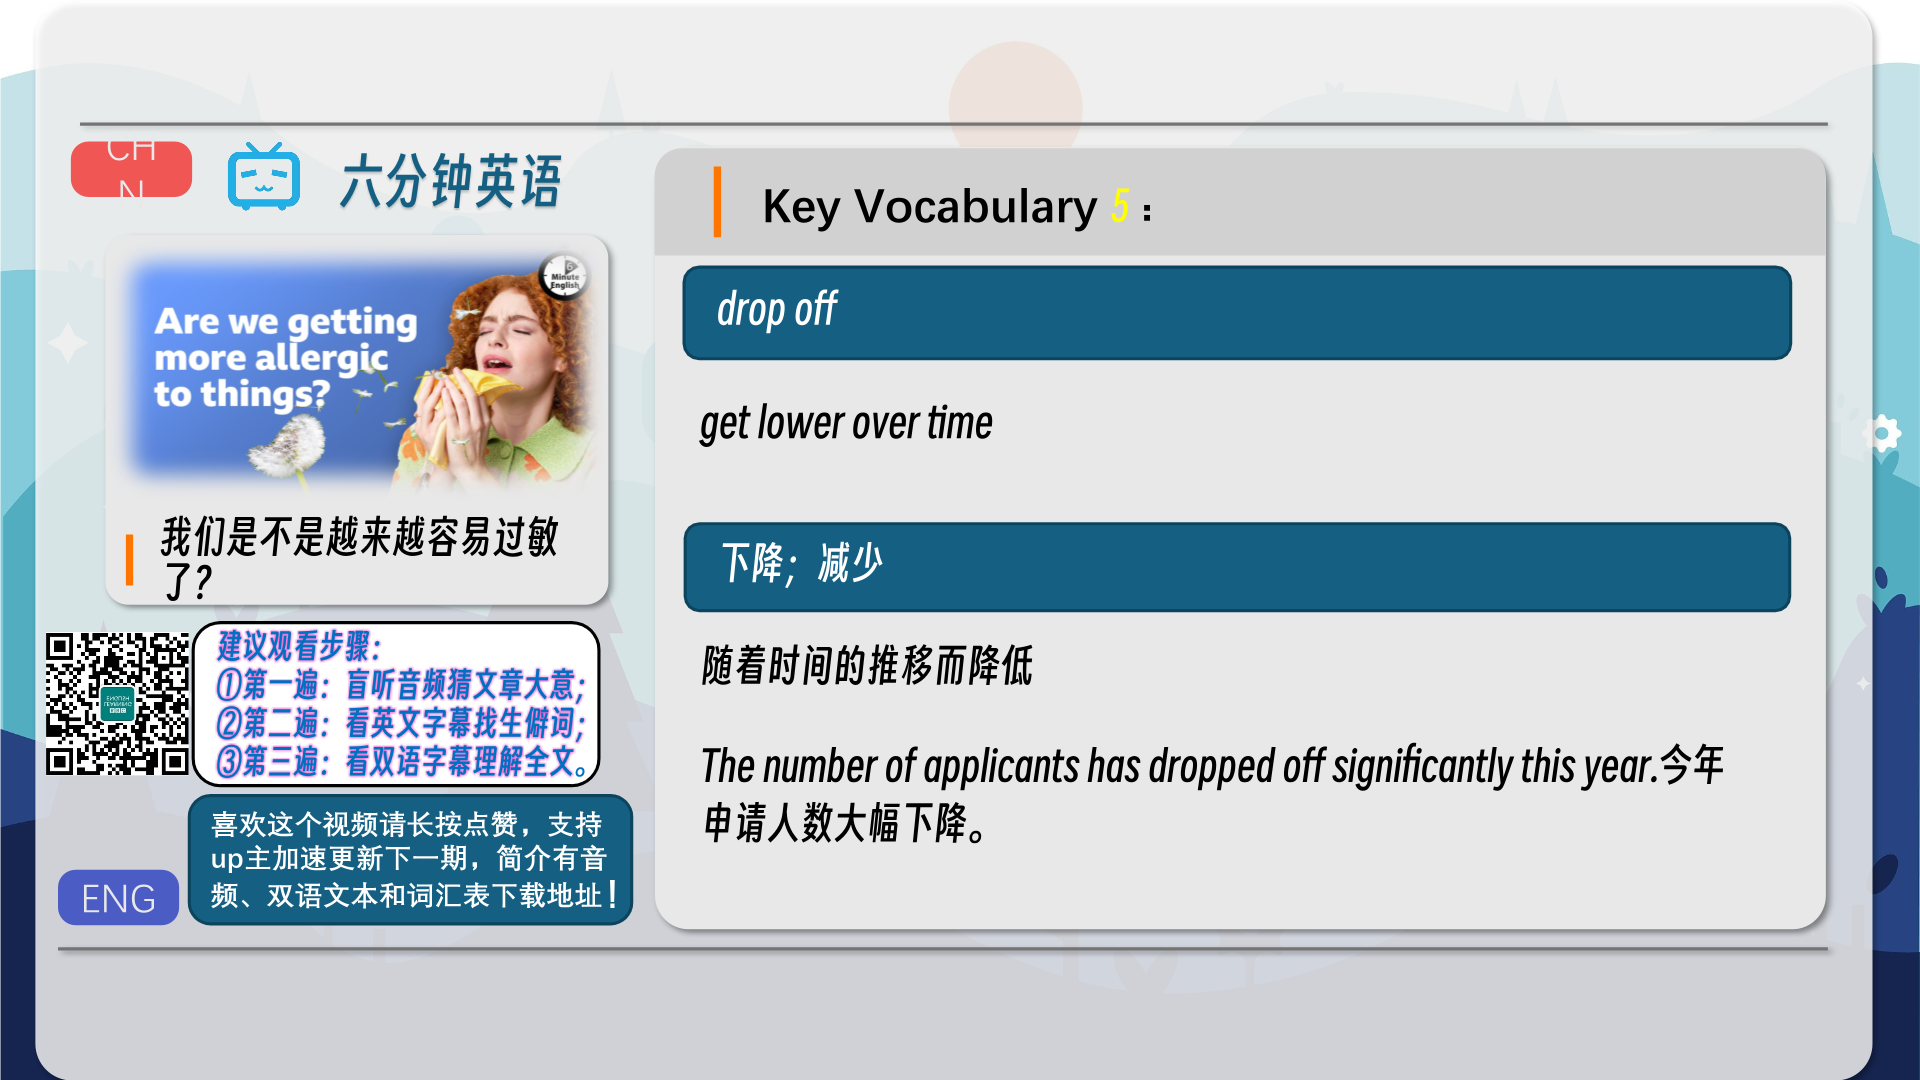 CH
N
六分钟英语
6
Minute
English
Are we getting
more allergic
to things?
我们是不是越来越容易过敏
了？
建议观看步骤：
①第一遍：盲听音频猜文章大意；
②第二遍：看英文字幕找生僻词；
③第三遍：看双语字幕理解全文。
喜欢这个视频请长按点赞，支持
up主加速更新下一期，简介有音
频、双语文本和词汇表下载地址！
ENG
Key Vocabulary 5：
drop off
get lower over time
下降；减少
随着时间的推移而降低
The number of applicants has dropped off significantly this year.今年
申请人数大幅下降。